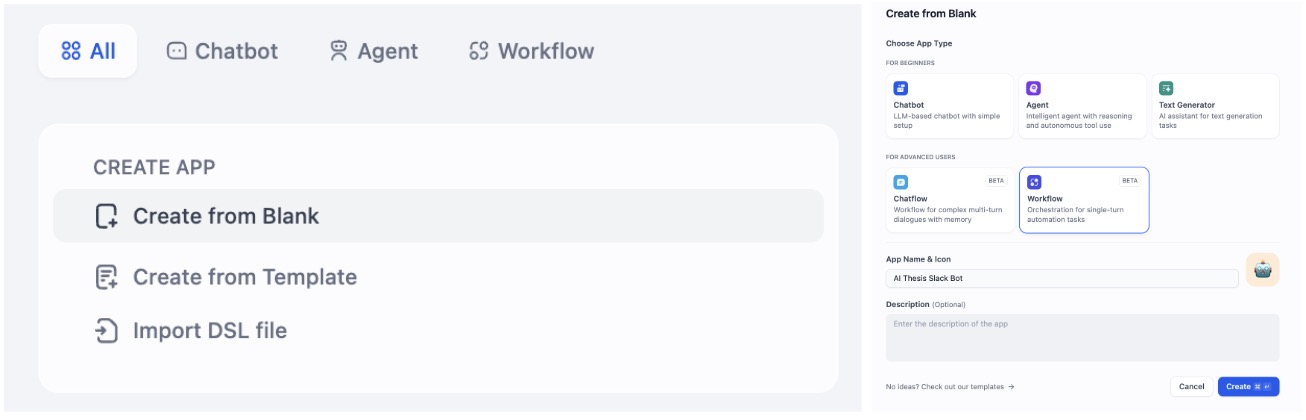 All
Chatbot
Agent
Workflow
CREATE APP
Create from Blank
Create from Template
Import DSL file
Create from Blank
Choose App Type
FOR BEGINNERS
Chatbot
LLM-based chatbot with simple
setup
Agent
Intelligent agent with reasoning
and autonomous tool use
Text Generator
AI assistant for text generation
tasks
FOR ADVANCED USERS
BETA
Chatflow
Workflow for complex multi-turn
dialogues with memory
BETA
Workflow
Orchestration for single-turn
automation tasks
App Name & Icon
AI Thesis Slack Bot
Description (Optional)
Enter the description of the app
No ideas? Check out our templates →
Cancel
Create ⌘ ↵